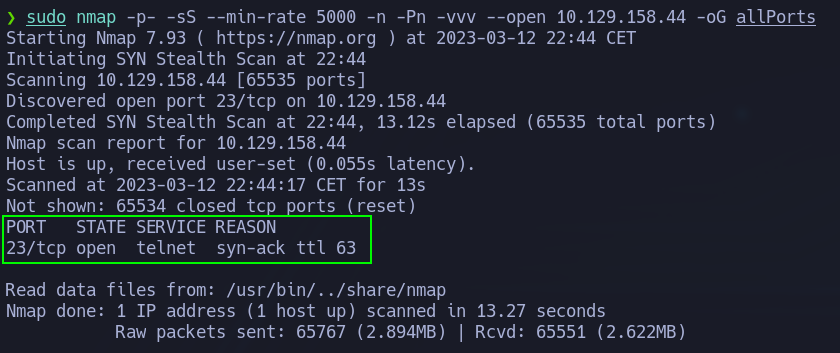 ❯ sudo nmap -p- -sS --min-rate 5000 -n -Pn -vvv --open 10.129.158.44 -oG allPorts
Starting Nmap 7.93 ( https://nmap.org ) at 2023-03-12 22:44 CET
Initiating SYN Stealth Scan at 22:44
Scanning 10.129.158.44 [65535 ports]
Discovered open port 23/tcp on 10.129.158.44
Completed SYN Stealth Scan at 22:44, 13.12s elapsed (65535 total ports)
Nmap scan report for 10.129.158.44
Host is up, received user-set (0.055s latency).
Scanned at 2023-03-12 22:44:17 CET for 13s
Not shown: 65534 closed tcp ports (reset)
PORT   STATE SERVICE REASON
23/tcp open  telnet  syn-ack ttl 63
Read data files from: /usr/bin/../share/nmap
Nmap done: 1 IP address (1 host up) scanned in 13.27 seconds
Raw packets sent: 65767 (2.894MB) | Rcvd: 65551 (2.622MB)